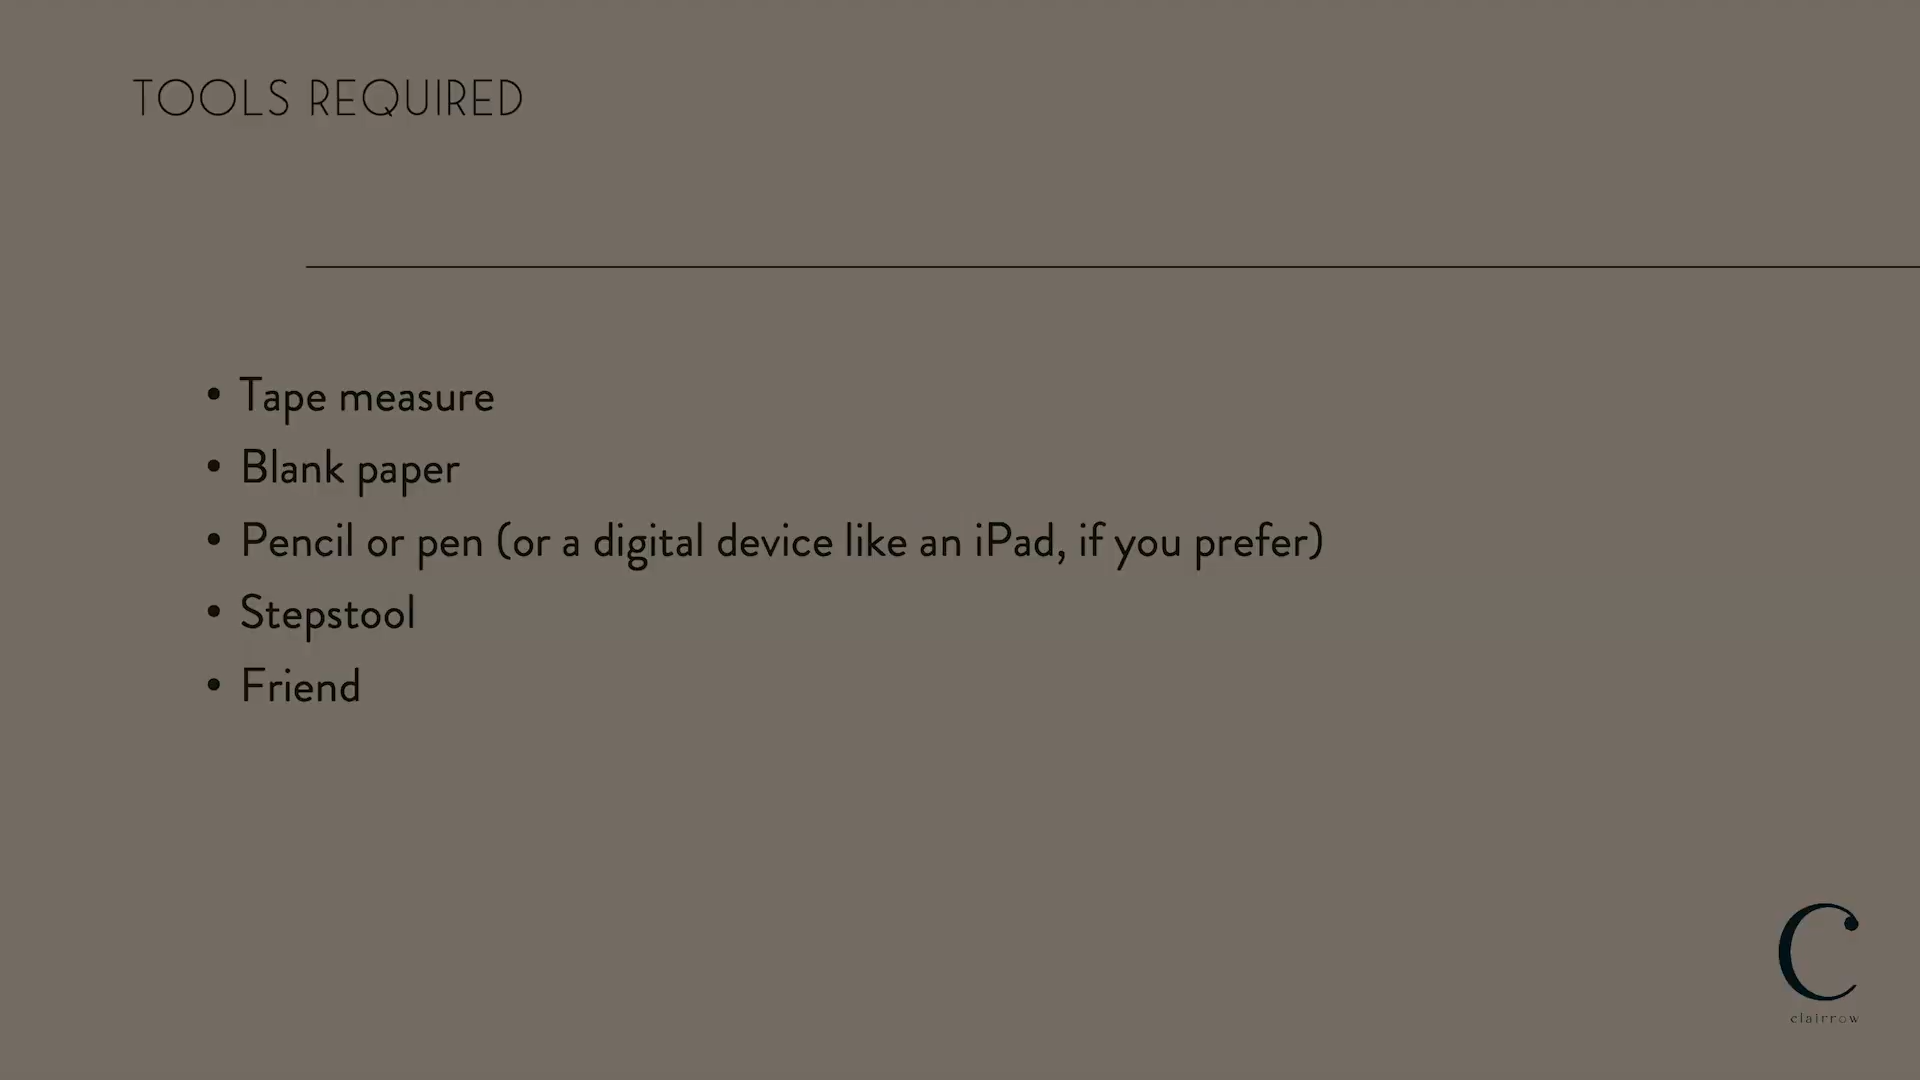 TOOLS REQUIRED
• Tape measure
• Blank paper
• Pencil or pen (or a digital device like an iPad, if you prefer)
• Stepstool
• Friend
C
clairrow